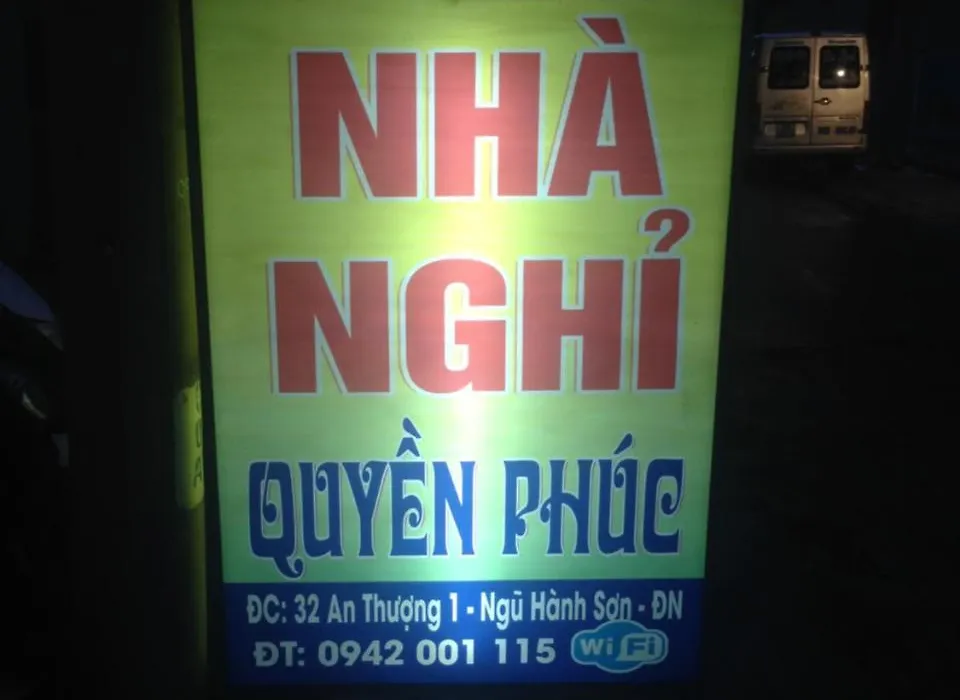 NHÀ
NGHỈ
QUYỀN PHÚC
ĐC: 32 An Thượng 1 - Ngũ Hành Sơn - ĐN
ĐT: 0942 001 115 WiFi